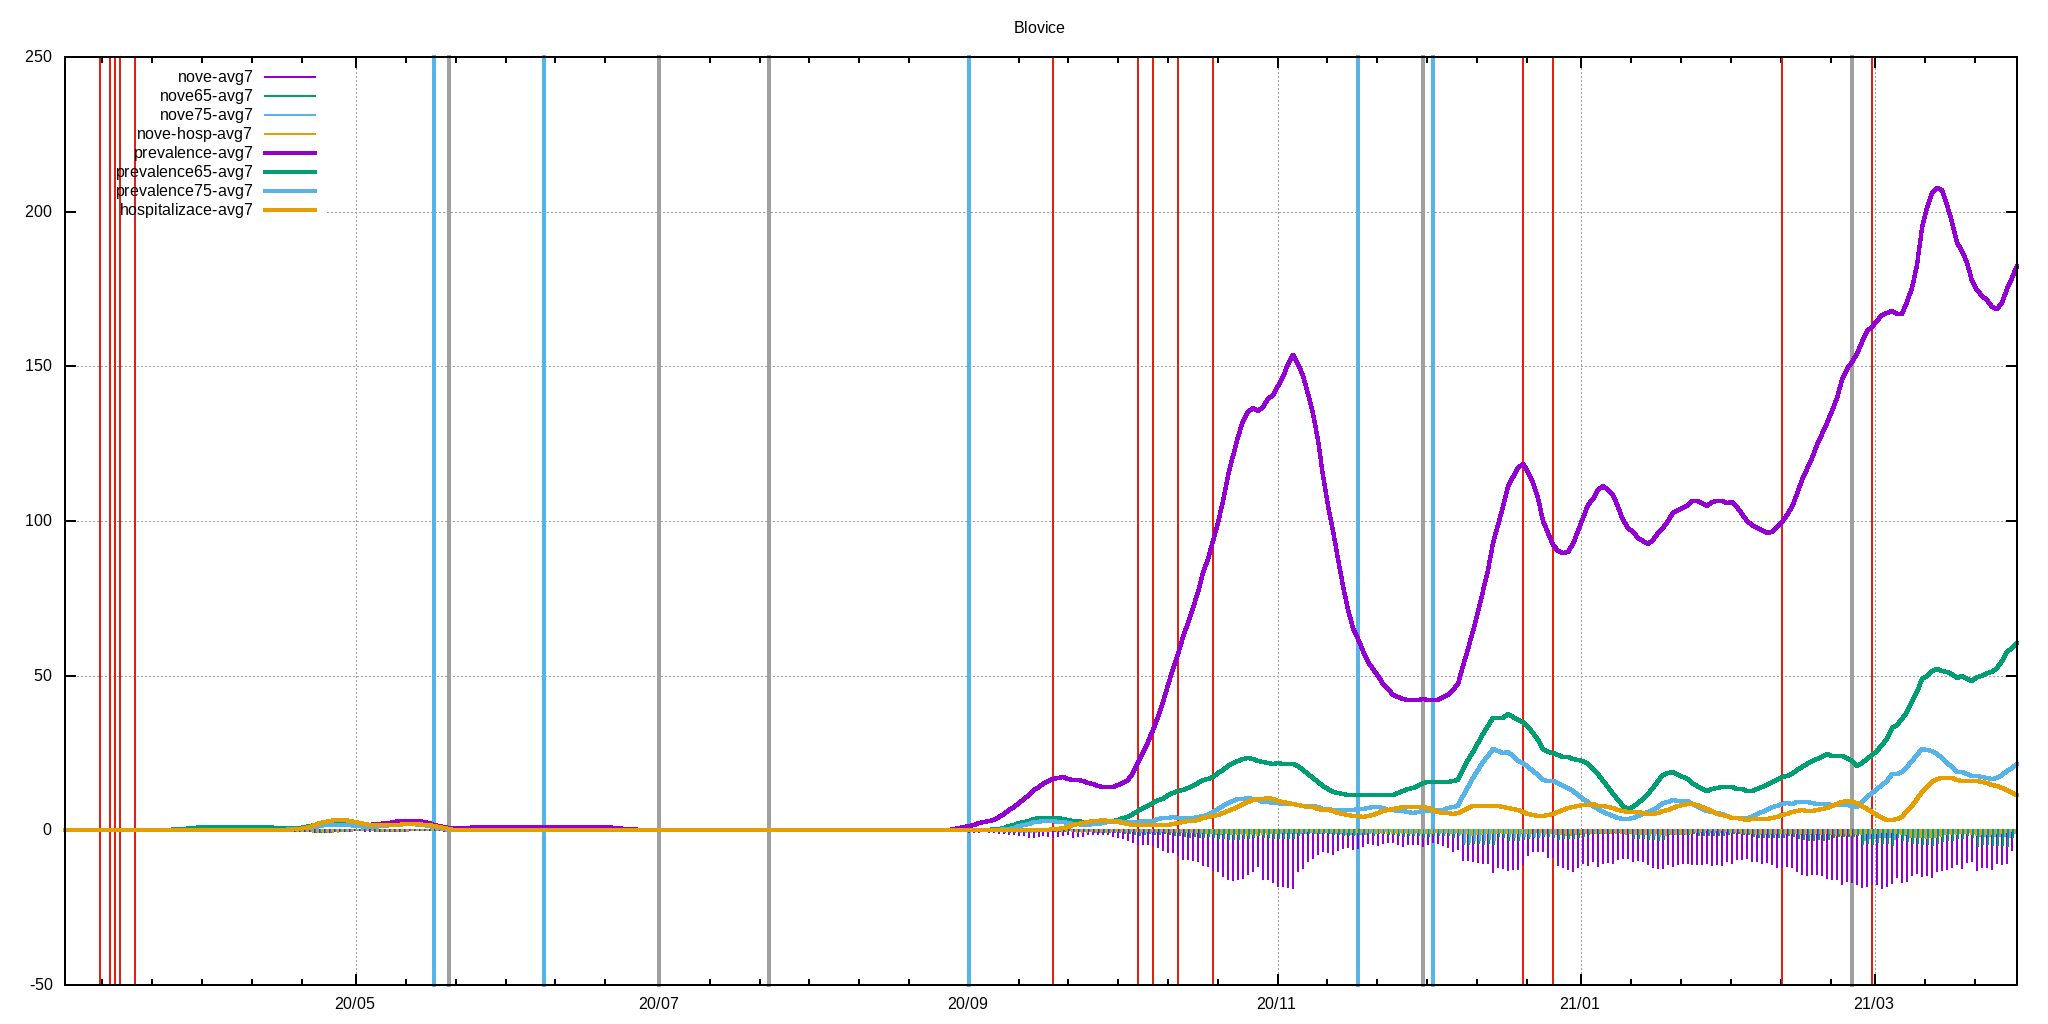 Blovice
250
200
150
100
50
0
-50
nove-avg7
nove65-avg7
nove75-avg7
nove-hosp-avg7
prevalence-avg7
prevalence65-avg7
prevalence75-avg7
hospitalizace-avg7
20/05
20/07
20/09
20/11
21/01
21/03